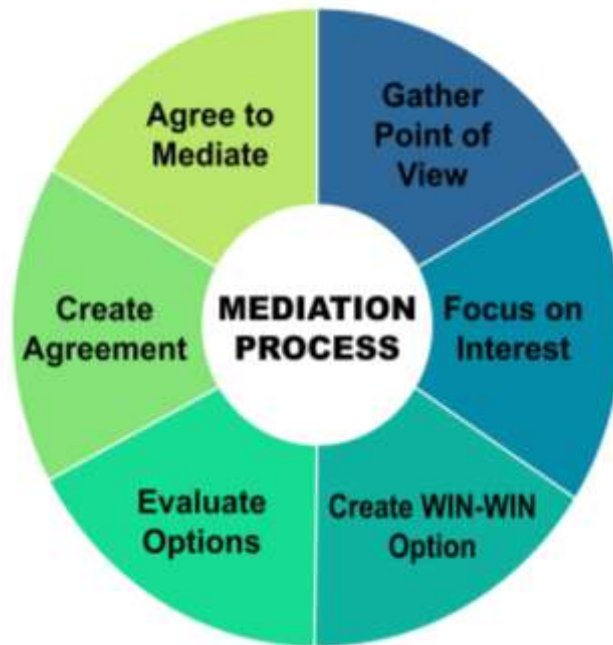 Agree to
Mediate
Gather
Point of
View
Focus on
Interest
Create WIN-WIN
Option
Evaluate
Options
Create
Agreement
MEDIATION
PROCESS